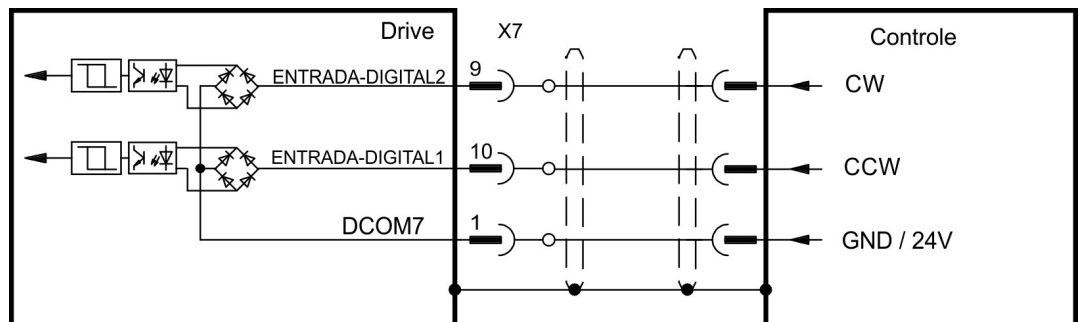 Drive
X7
Controle
ENTRADA-DIGITAL2
9
CW
ENTRADA-DIGITAL1
10
CCW
DCOM7
1
GND / 24V